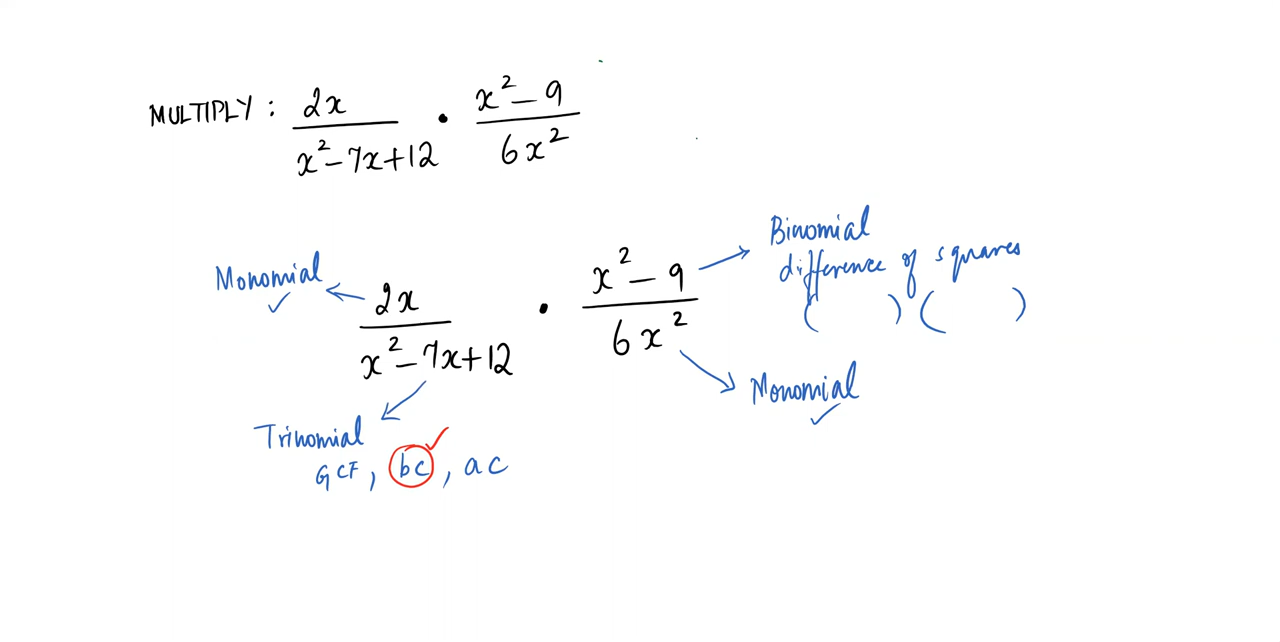 MULTIPLY : 2x / x² - 7x + 12 · x² - 9 / 6x²
Binomial
difference of squares
( ) ( )
Monomial ✓
2x / x² - 7x + 12 · x² - 9 / 6x²
Monomial ✓
Trinomial
GCF, bc ✓, ac